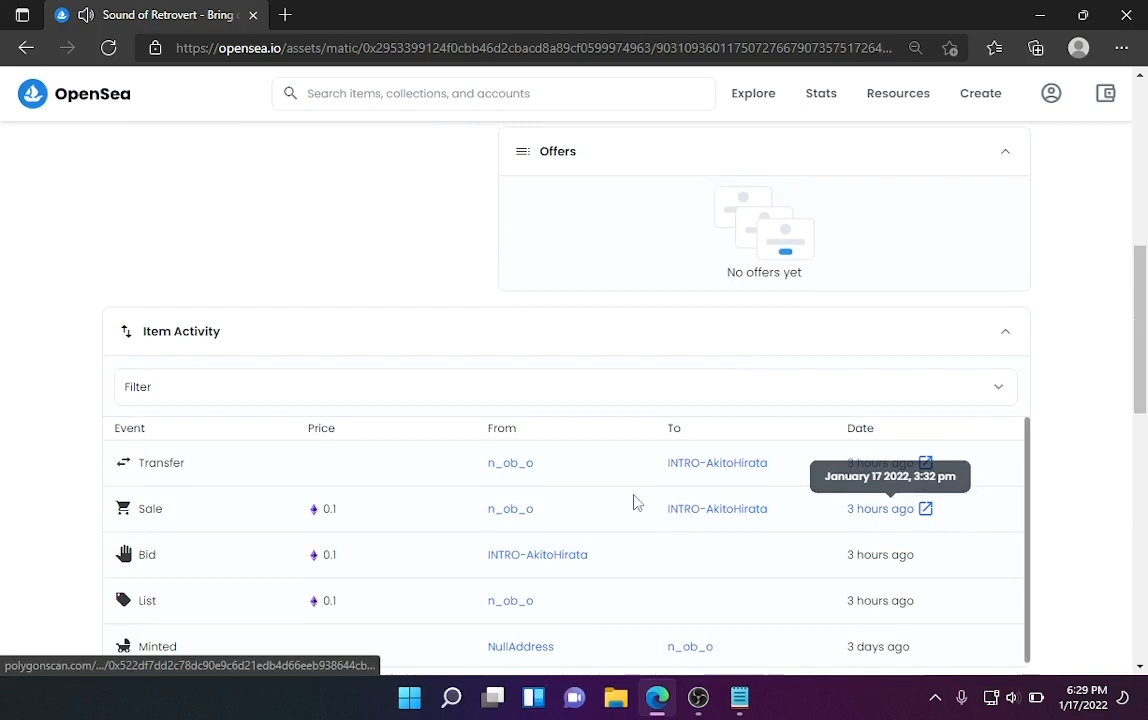 Sound of Retrovert - Bring
https://opensea.io/assets/matic/0x2953399124f0cbb46d2cbacd8a89cf0599974963/90310936011750727667907357517264...
OpenSea
Search items, collections, and accounts
Explore
Stats
Resources
Create
Offers
No offers yet
Item Activity
Filter
Event Price From To Date
Transfer n_ob_o INTRO-AkitoHirata 3 hours ago
January 17 2022, 3:32 pm
Sale 0.1 n_ob_o INTRO-AkitoHirata 3 hours ago
Bid 0.1 INTRO-AkitoHirata 3 hours ago
List 0.1 n_ob_o 3 hours ago
Minted NullAddress n_ob_o 3 days ago
polygonscan.com/.../0x522df7dd2c78dc90e9c6d21edb4d66eeb938644cb...
6:29 PM
1/17/2022